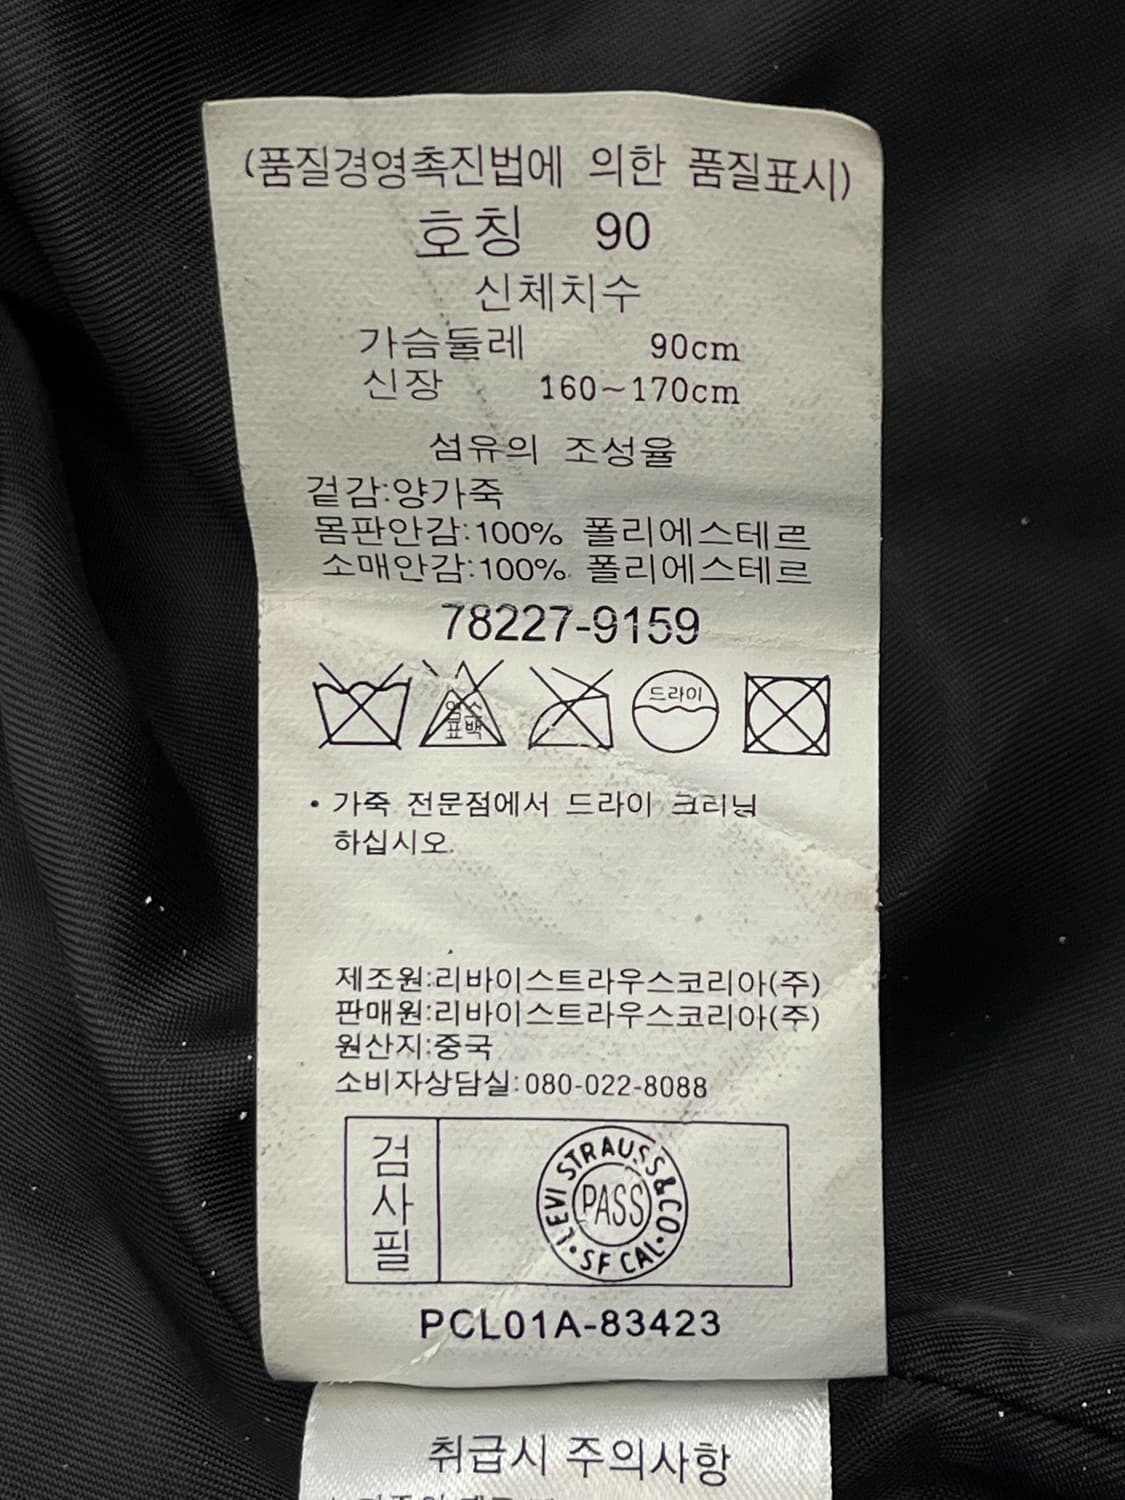 (품질경영촉진법에 의한 품질표시)
호칭 90
신체치수
가슴둘레 90cm
신장 160~170cm
섬유의 조성율
겉감:양가죽
몸판안감:100% 폴리에스테르
소매안감:100% 폴리에스테르
78227-9159
염소
표백
드라이
• 가죽 전문점에서 드라이 크리닝
하십시오.
제조원:리바이스트라우스코리아(주)
판매원:리바이스트라우스코리아(주)
원산지:중국
소비자상담실:080-022-8088
검사필
LEVI STRAUSS&CO•SF CAL•
PASS
PCL01A-83423
취급시 주의사항